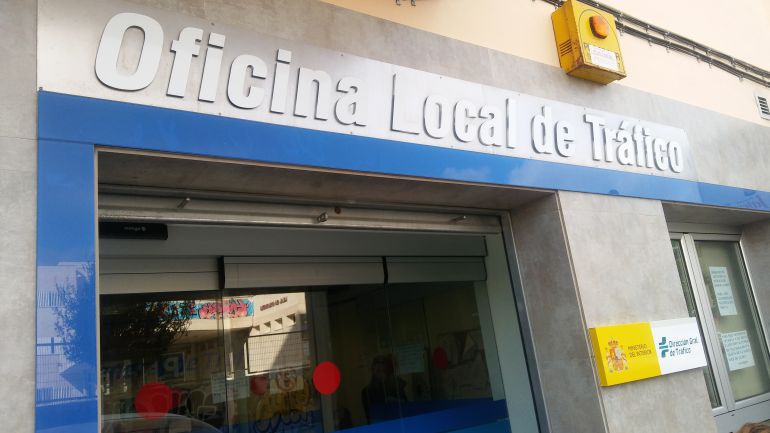 Oficina Local de Tráfico
MINISTERIO
DEL INTERIOR
Dirección Gral.
de Tráfico